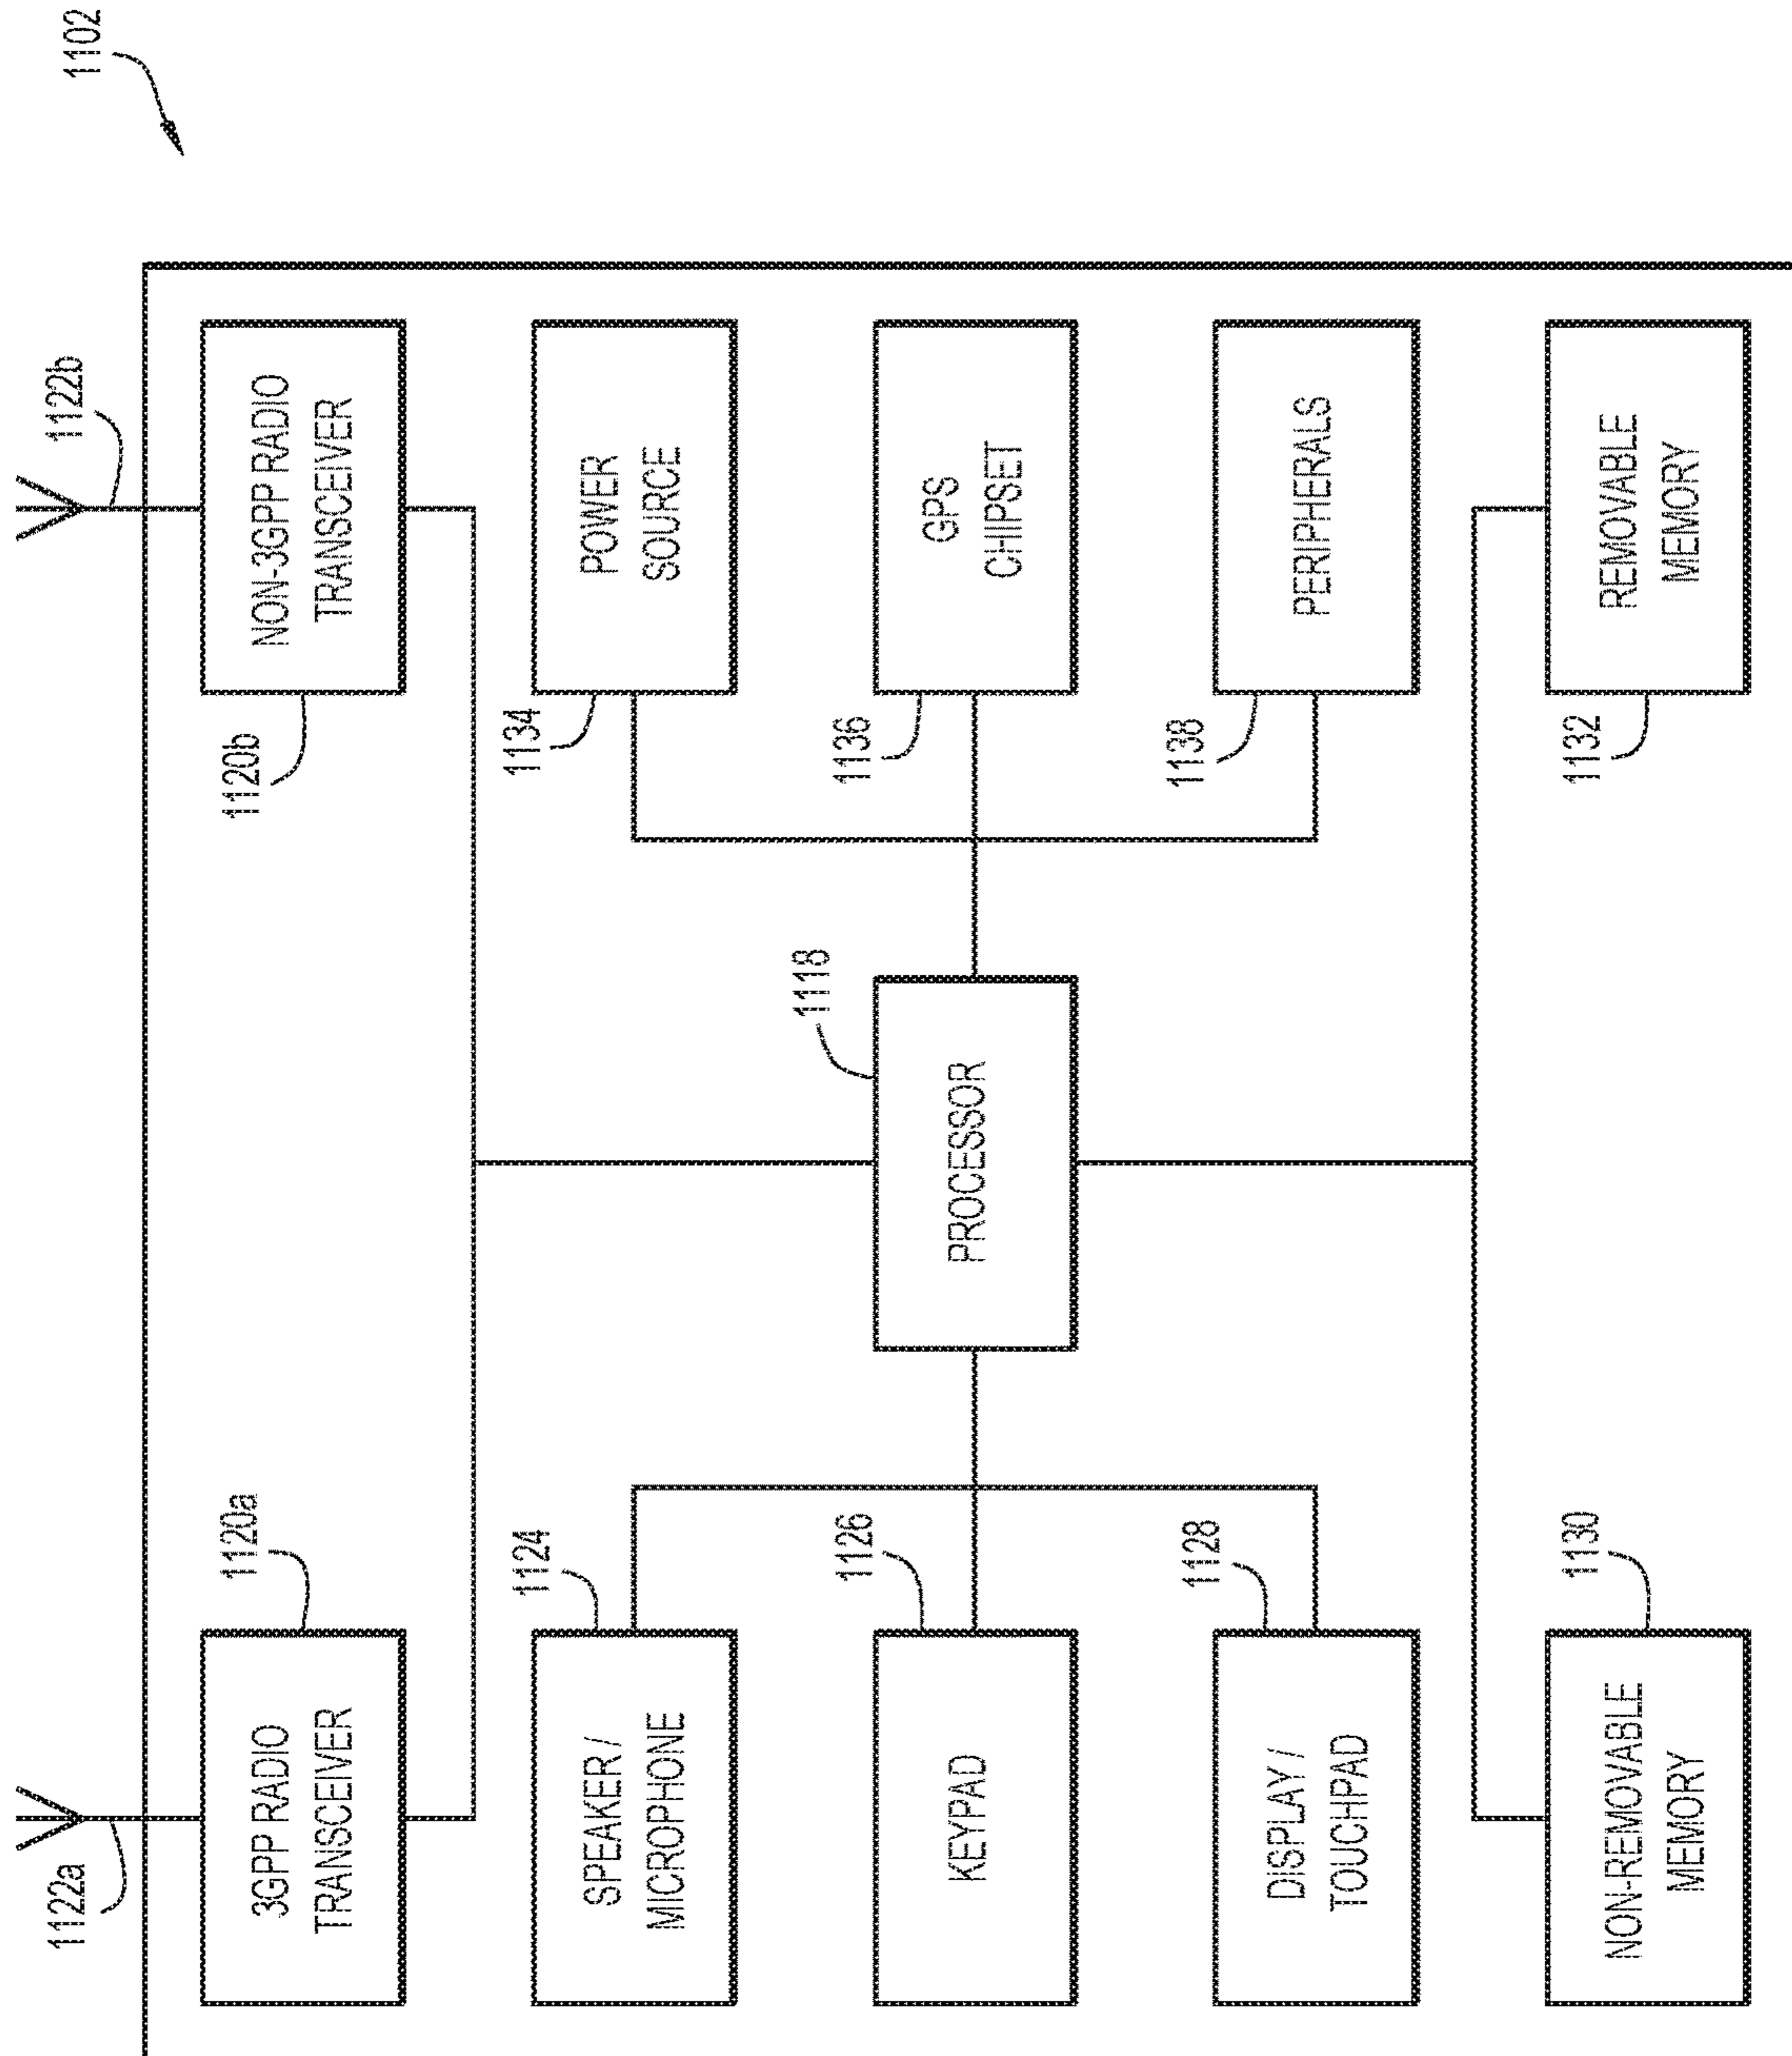 1102
1122a
1122b
3GPP RADIO
TRANSCEIVER
1120a
NON-3GPP RADIO
TRANSCEIVER
1120b
SPEAKER /
MICROPHONE
1124
POWER
SOURCE
1134
KEYPAD
1126
PROCESSOR
1118
GPS
CHIPSET
1136
DISPLAY /
TOUCHPAD
1128
PERIPHERALS
1138
NON-REMOVABLE
MEMORY
1130
REMOVABLE
MEMORY
1132